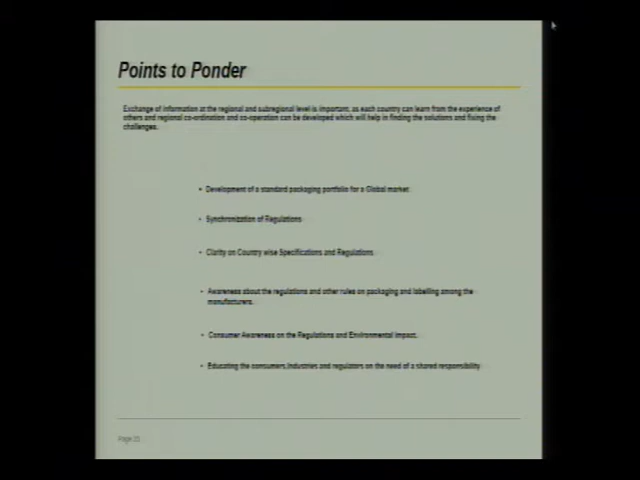 Points to Ponder
Exchange of information at the regional and subregional level is important, as each country can learn from the experience of
others and regional co-ordination and co-operation can be developed which will help in finding the solutions and fixing the
challenges.
• Development of a standard packaging portfolio for a Global market.
• Synchronization of Regulations
• Clarity on Country wise Specifications and Regulations
• Awareness about the regulations and other rules on packaging and labelling among the
manufacturers.
• Consumer Awareness on the Regulations and Environmental Impact.
• Educating the consumers,Industries and regulators on the need of a shared responsibility
Page